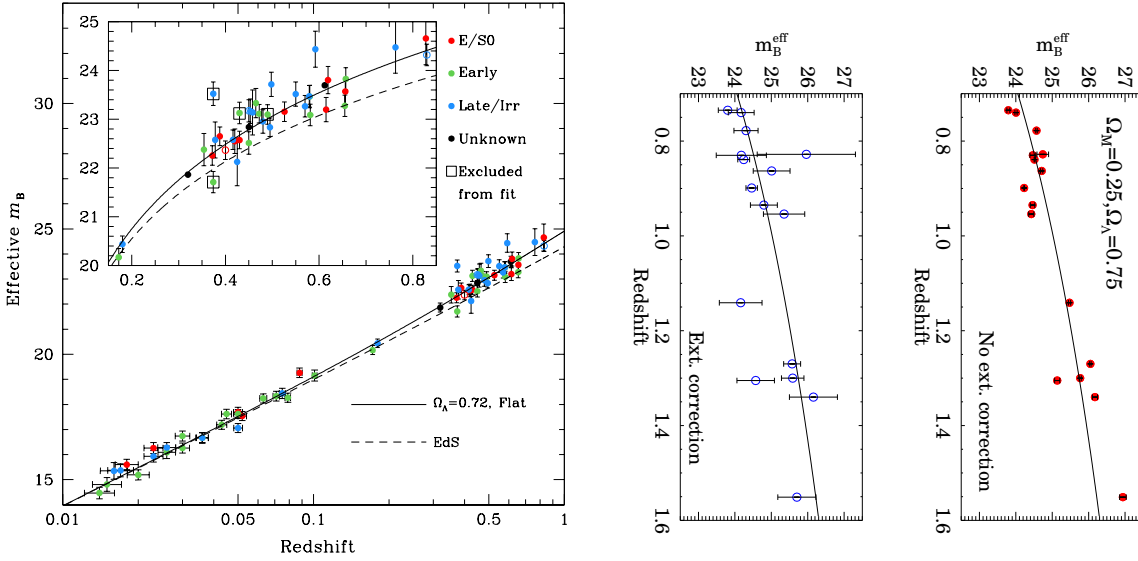 Effective m_B
30
25
20
15
0.01
0.05
0.1
0.5
1
Redshift
25
24
23
22
21
20
0.2
0.4
0.6
0.8
E/S0
Early
Late/Irr
Unknown
Excluded
from fit
Ω_Λ=0.72, Flat
EdS
m_B^eff
23
24
25
26
27
0.8
1.0
1.2
1.4
1.6
Redshift
Ext. correction
m_B^eff
23
24
25
26
27
0.8
1.0
1.2
1.4
1.6
Redshift
Ω_M=0.25,Ω_Λ=0.75
No ext. correction